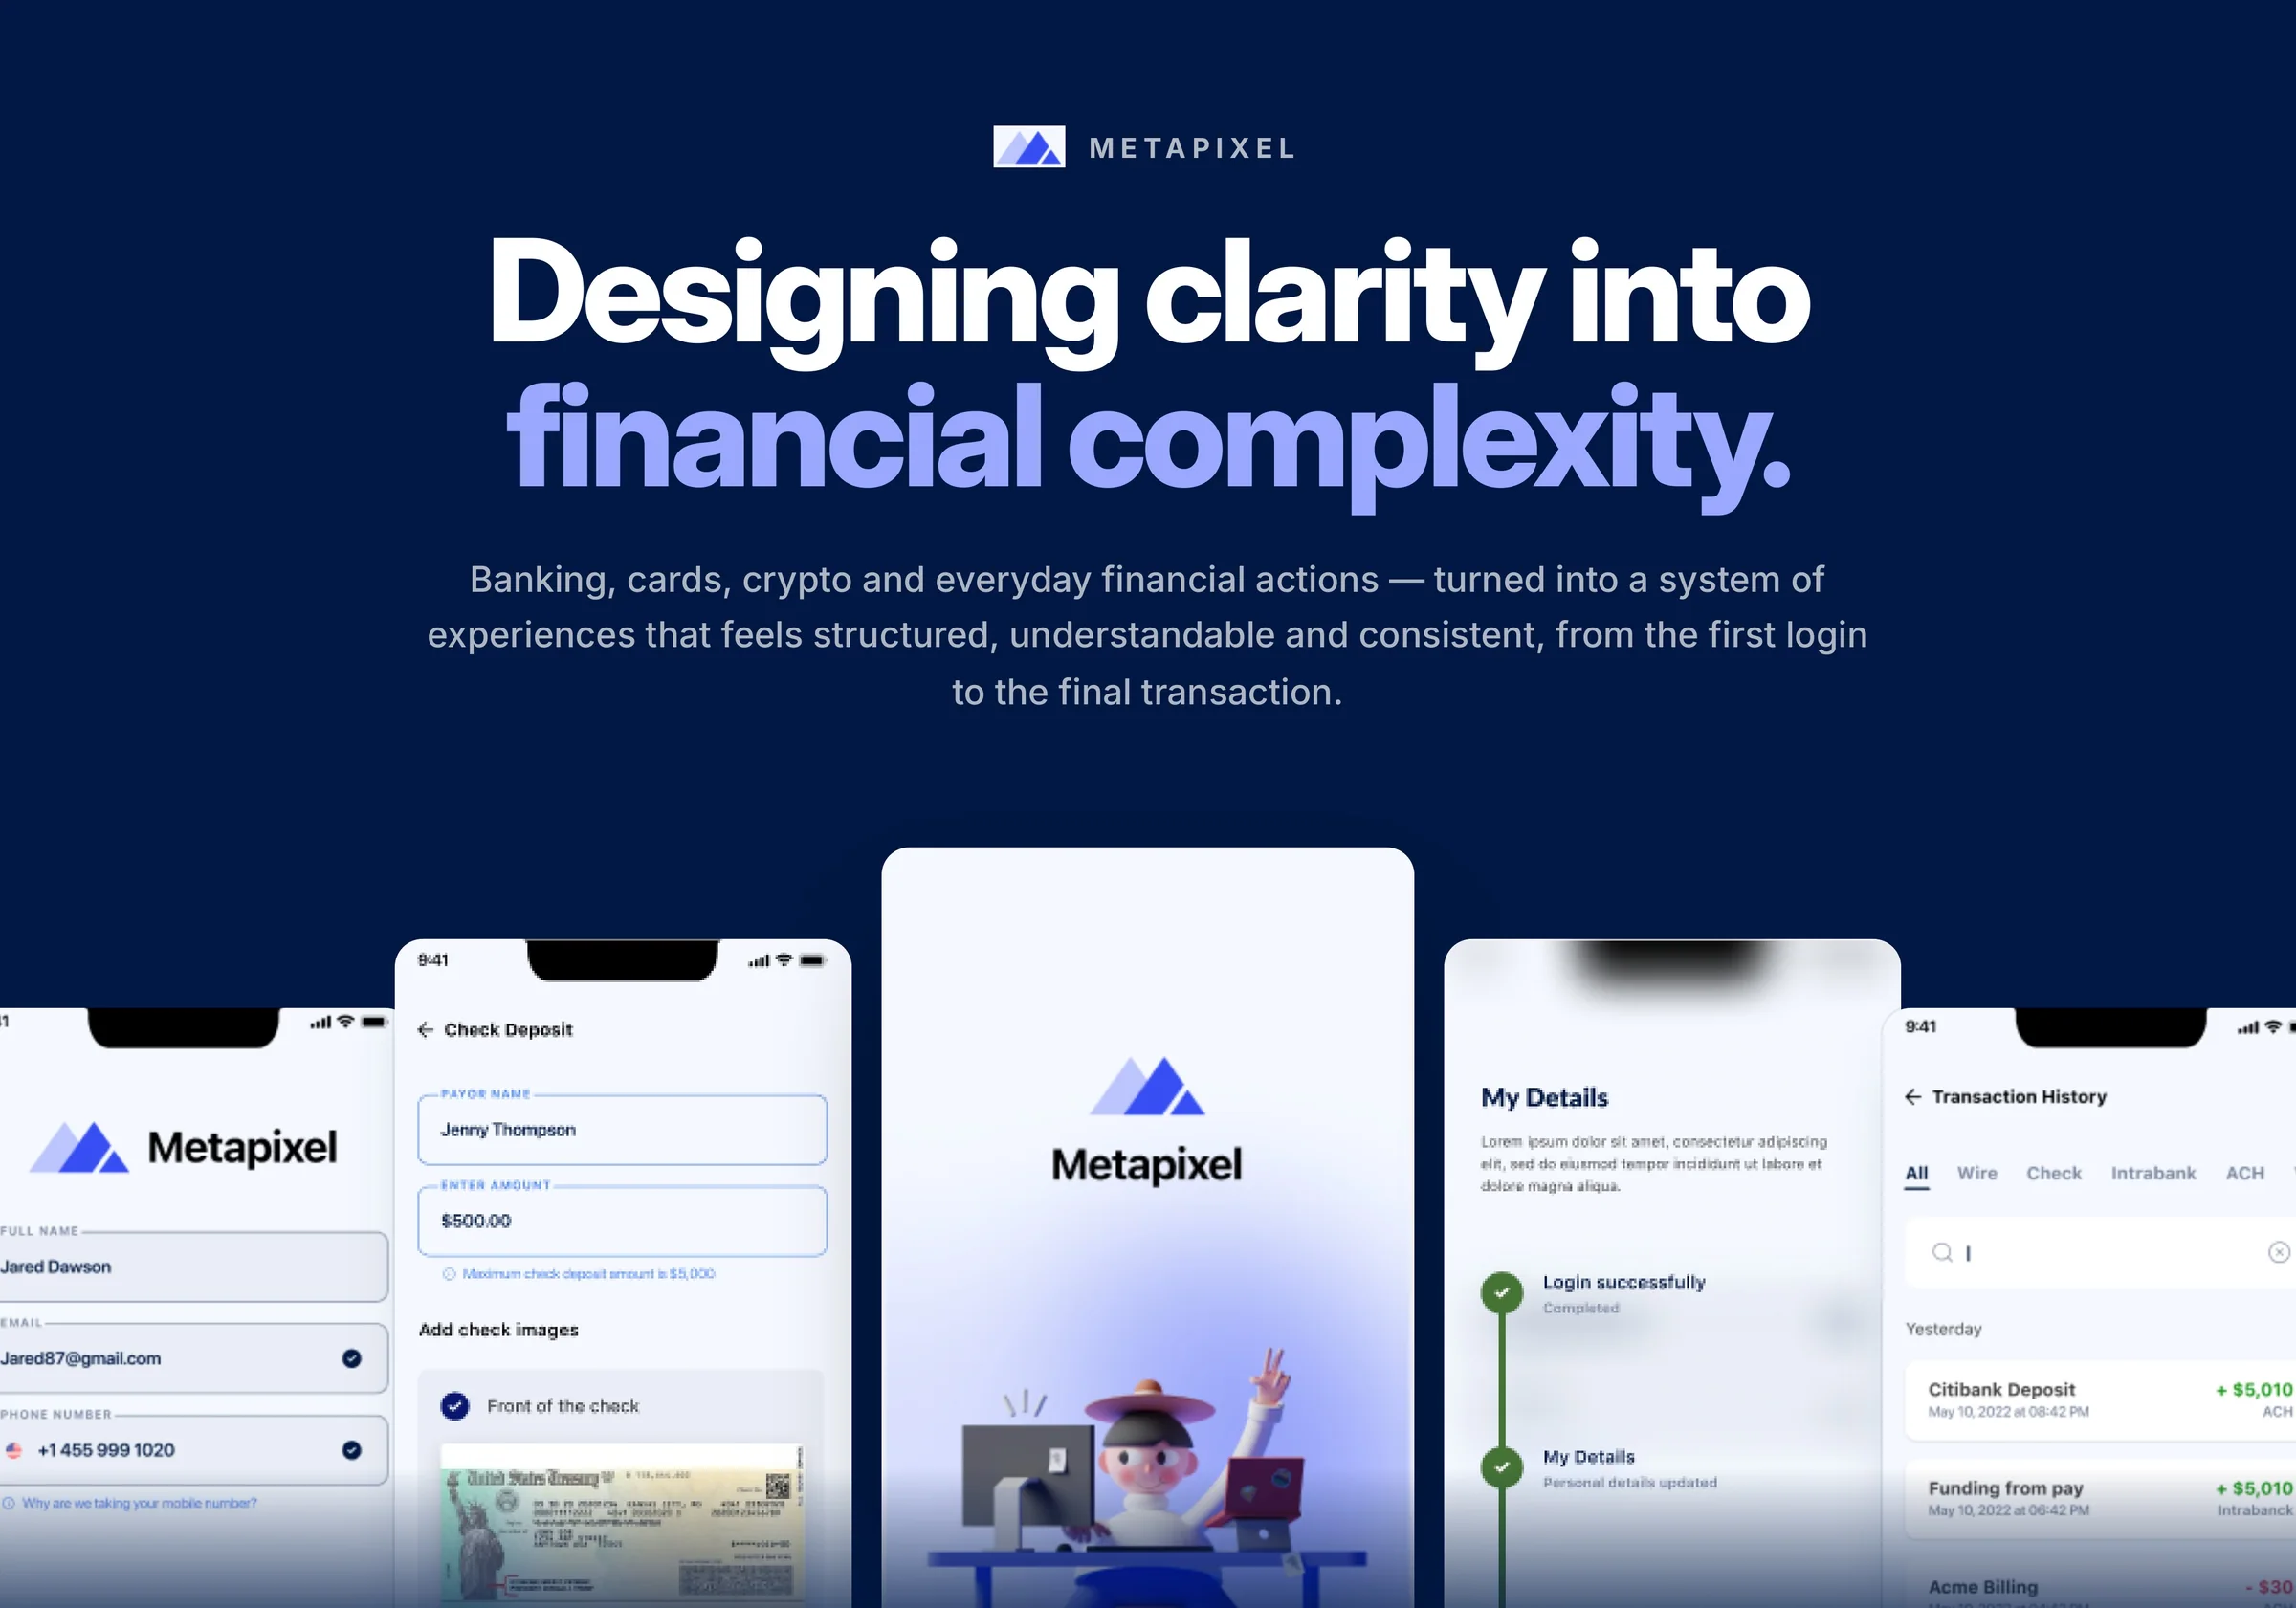 METAPIXEL
Designing clarity into
financial complexity.
Banking, cards, crypto and everyday financial actions — turned into a system of
experiences that feels structured, understandable and consistent, from the first login
to the final transaction.
Metapixel
FULL NAME
Jared Dawson
EMAIL
Jared87@gmail.com
PHONE NUMBER
+1 455 999 1020
Why are we taking your mobile number?
9:41
Check Deposit
PAYOR NAME
Jenny Thompson
ENTER AMOUNT
$500.00
Maximum check deposit amount is $5,000
Add check images
Front of the check
United States Treasury
Metapixel
My Details
Lorem ipsum dolor sit amet, consectetur adipiscing
elit, sed do eiusmod tempor incididunt ut labore et
dolore magna aliqua.
Login successfully
Completed
My Details
Personal details updated
9:41
Transaction History
All Wire Check Intrabank ACH
Yesterday
Citibank Deposit + $5,010
May 10, 2022 at 08:42 PM ACH
Funding from pay + $5,010
May 10, 2022 at 06:42 PM Intrabanck
Acme Billing - $30